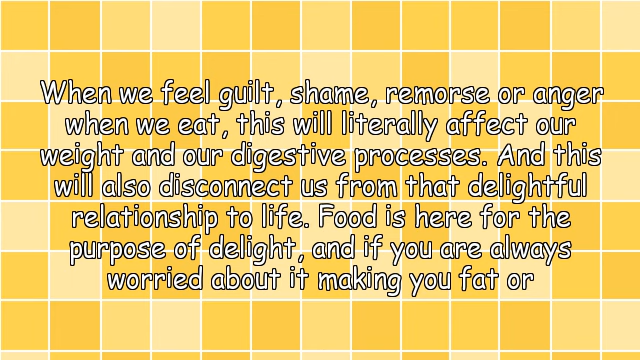 When we feel guilt, shame, remorse or anger
when we eat, this will literally affect our
weight and our digestive processes. And this
will also disconnect us from that delightful
relationship to life. Food is here for the
purpose of delight, and if you are always
worried about it making you fat or